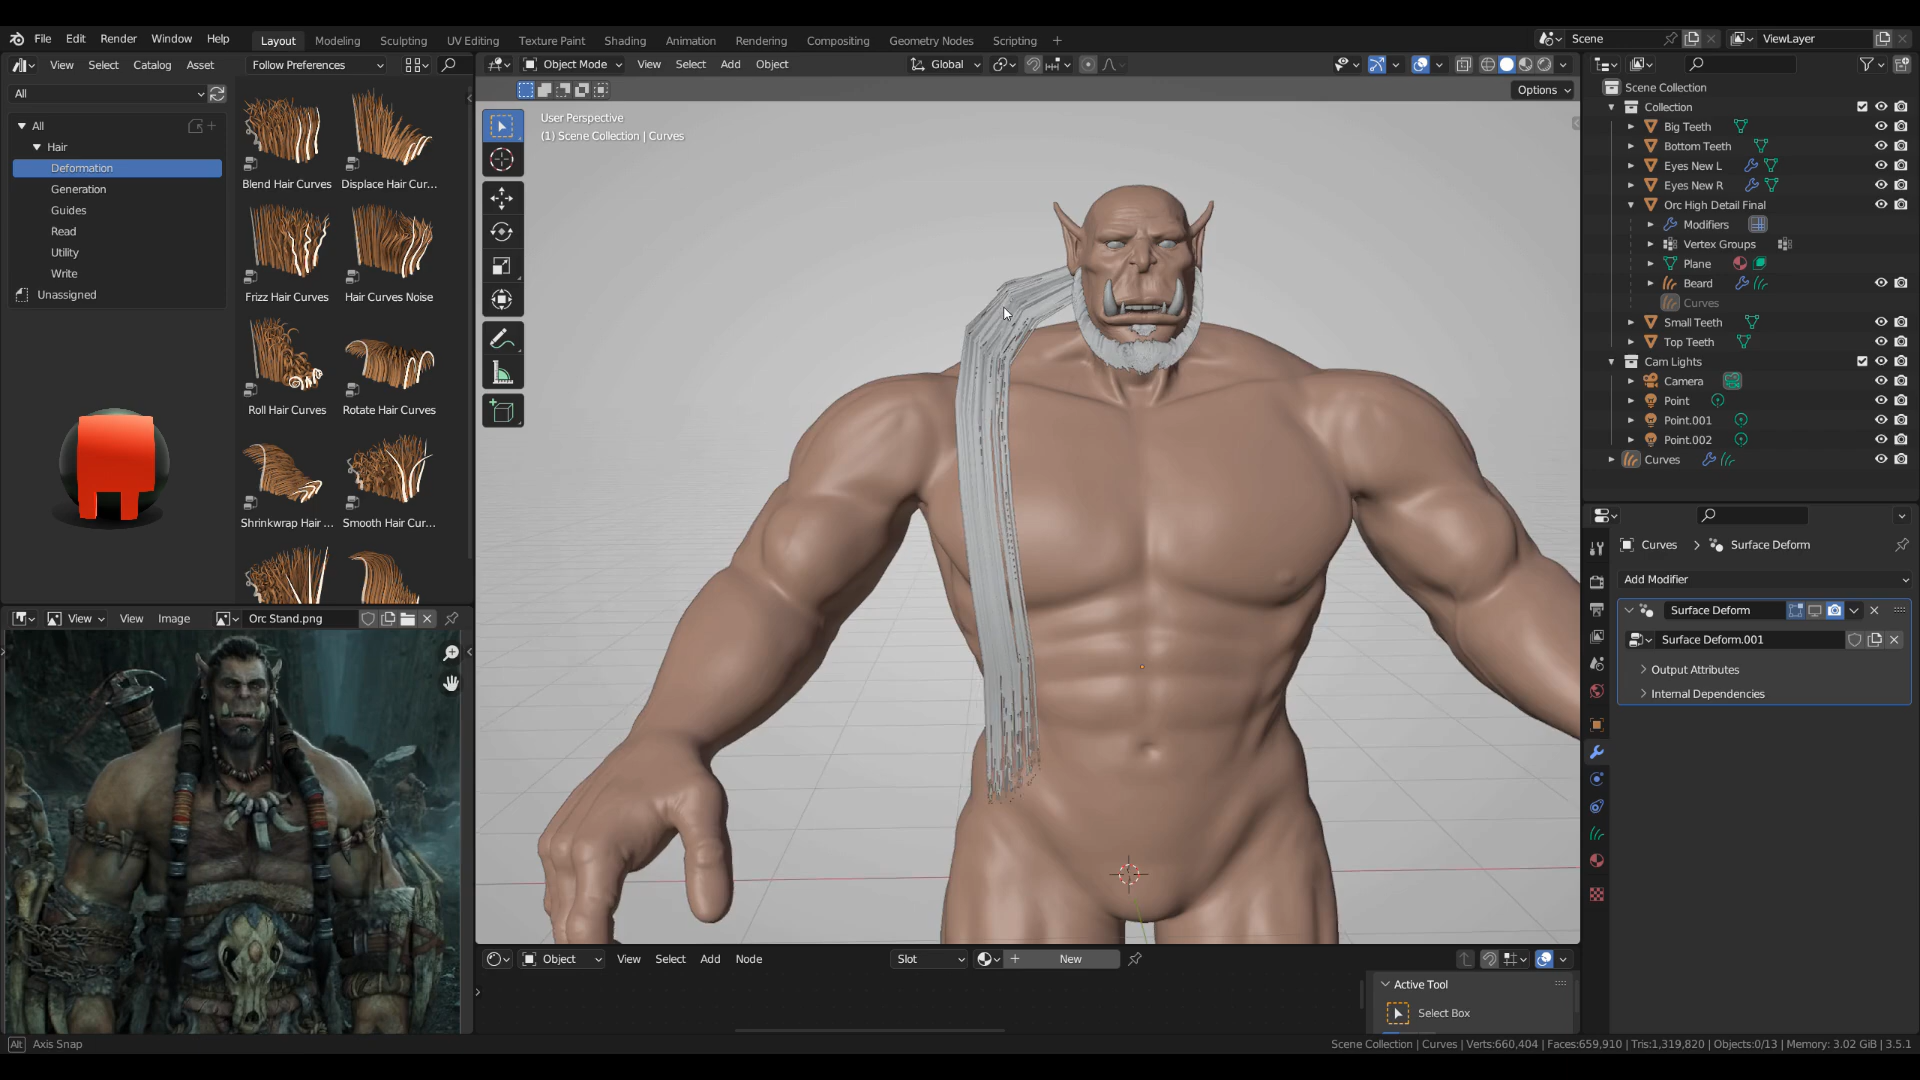 File Edit Render Window Help
Layout Modeling Sculpting UV Editing Texture Paint Shading Animation Rendering Compositing Geometry Nodes Scripting +
Scene
ViewLayer
View Select Catalog Asset
Follow Preferences
Object Mode View Select Add Object
Global
Options
All
All
Hair
Deformation
Generation
Guides
Read
Utility
Write
Unassigned
Blend Hair Curves
Displace Hair Cur...
Frizz Hair Curves
Hair Curves Noise
Roll Hair Curves
Rotate Hair Curves
Shrinkwrap Hair ...
Smooth Hair Cur...
User Perspective
(1) Scene Collection | Curves
Scene Collection
Collection
Big Teeth
Bottom Teeth
Eyes New L
Eyes New R
Orc High Detail Final
Modifiers
Vertex Groups
Plane
Beard
Curves
Small Teeth
Top Teeth
Cam Lights
Camera
Point
Point.001
Point.002
Curves
Curves > Surface Deform
Add Modifier
Surface Deform
Surface Deform.001
Output Attributes
Internal Dependencies
View View Image
Orc Stand.png
Object View Select Add Node
Slot
New
Active Tool
Select Box
Alt Axis Snap
Scene Collection | Curves | Verts:660,404 | Faces:659,910 | Tris:1,319,820 | Objects:0/13 | Memory: 3.02 GiB | 3.5.1